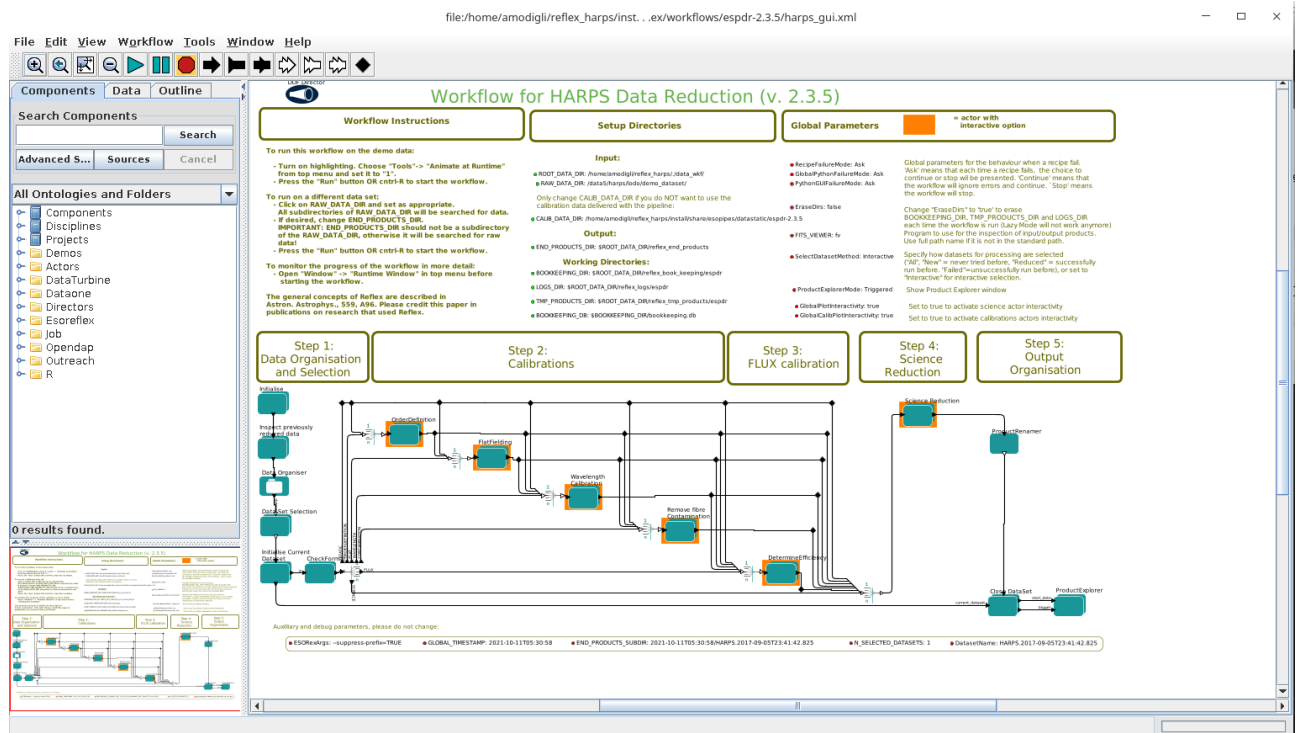 file:/home/amodigli/reflex_harps/inst. . .ex/workflows/espdr-2.3.5/harps_gui.xml
File Edit View Workflow Tools Window Help
Components Data Outline
Search Components
Search
Advanced S... Sources Cancel
All Ontologies and Folders
Components
Disciplines
Projects
Demos
Actors
DataTurbine
Dataone
Directors
Esoreflex
Job
Opendap
Outreach
R
0 results found.
DDF Director
Workflow for HARPS Data Reduction (v. 2.3.5)
Workflow Instructions
To run this workflow on the demo data:
- Turn on highlighting. Choose "Tools"-> "Animate at Runtime"
from top menu and set it to "1".
- Press the "Run" button OR cntrl-R to start the workflow.
To run on a different data set:
- Click on RAW_DATA_DIR and set as appropriate.
All subdirectories of RAW_DATA_DIR will be searched for data.
- If desired, change END_PRODUCTS_DIR.
IMPORTANT: END_PRODUCTS_DIR should not be a subdirectory
of the RAW_DATA_DIR, otherwise it will be searched for raw
data!
- Press the "Run" button OR cntrl-R to start the workflow.
To monitor the progress of the workflow in more detail:
- Open "Window" -> "Runtime Window" in top menu before
starting the workflow.
The general concepts of Reflex are described in
Astron. Astrophys., 559, A96. Please credit this paper in
publications on research that used Reflex.
Setup Directories
Input:
ROOT_DATA_DIR: /home/amodigli/reflex_harps/./data_wkf/
RAW_DATA_DIR: /data5/harps/lodo/demo_dataset/
Only change CALIB_DATA_DIR if you do NOT want to use the
calibration data delivered with the pipeline:
CALIB_DATA_DIR: /home/amodigli/reflex_harps/install/share/esopipes/datastatic/espdr-2.3.5
Output:
END_PRODUCTS_DIR: $ROOT_DATA_DIR/reflex_end_products
Working Directories:
BOOKKEEPING_DIR: $ROOT_DATA_DIR/reflex_book_keeping/espdr
LOGS_DIR: $ROOT_DATA_DIR/reflex_logs/espdr
TMP_PRODUCTS_DIR: $ROOT_DATA_DIR/reflex_tmp_products/espdr
BOOKKEEPING_DB: $BOOKKEEPING_DIR/bookkeeping.db
Global Parameters
= actor with
interactive option
RecipeFailureMode: Ask
GlobalPythonFailureMode: Ask
PythonGUIFailureMode: Ask
EraseDirs: false
FITS_VIEWER: fv
SelectDatasetMethod: Interactive
ProductExplorerMode: Triggered
GlobalPlotInteractivity: true
GlobalCalibPlotInteractivity: true
Global parameters for the behaviour when a recipe fail.
'Ask' means that each time a recipe fails, the choice to
continue or stop wil be presented. 'Continue' means that
the workflow will ignore errors and continue. 'Stop' means
the workflow will stop.
Change "EraseDirs" to 'true' to erase
BOOKKEEPING_DIR, TMP_PRODUCTS_DIR and LOGS_DIR
each time the workflow is run (Lazy Mode will not work anymore)
Program to use for the inspection of input/output products.
Use full path name if it is not in the standard path.
Specify how datasets for processing are selected
("All", "New" = never tried before, "Reduced" = successfully
run before. "Failed"=unsuccessfully run before), or set to
"Interactive" for interactive selection.
Show Product Explorer window
Set to true to activate science actor interactivity
Set to true to activate calibrations actors interactivity
Step 1:
Data Organisation
and Selection
Step 2:
Calibrations
Step 3:
FLUX calibration
Step 4:
Science
Reduction
Step 5:
Output
Organisation
Initialise
Inspect previously
reduced data
Data Organiser
DataSet Selection
Initialise Current
Dataset
CheckForm
OrderDefinition
FlatFielding
Wavelength
Calibration
Remove fibre
Contamination
DetermineEfficiency
FLUX
Science Reduction
ProductRenamer
Close DataSet
ProductExplorer
current_dataset
start_data
trigger
Auxiliary and debug parameters, please do not change:
ESORexArgs: --suppress-prefix=TRUE
GLOBAL_TIMESTAMP: 2021-10-11T05:30:58
END_PRODUCTS_SUBDIR: 2021-10-11T05:30:58/HARPS.2017-09-05T23:41:42.825
N_SELECTED_DATASETS: 1
DatasetName: HARPS.2017-09-05T23:41:42.825